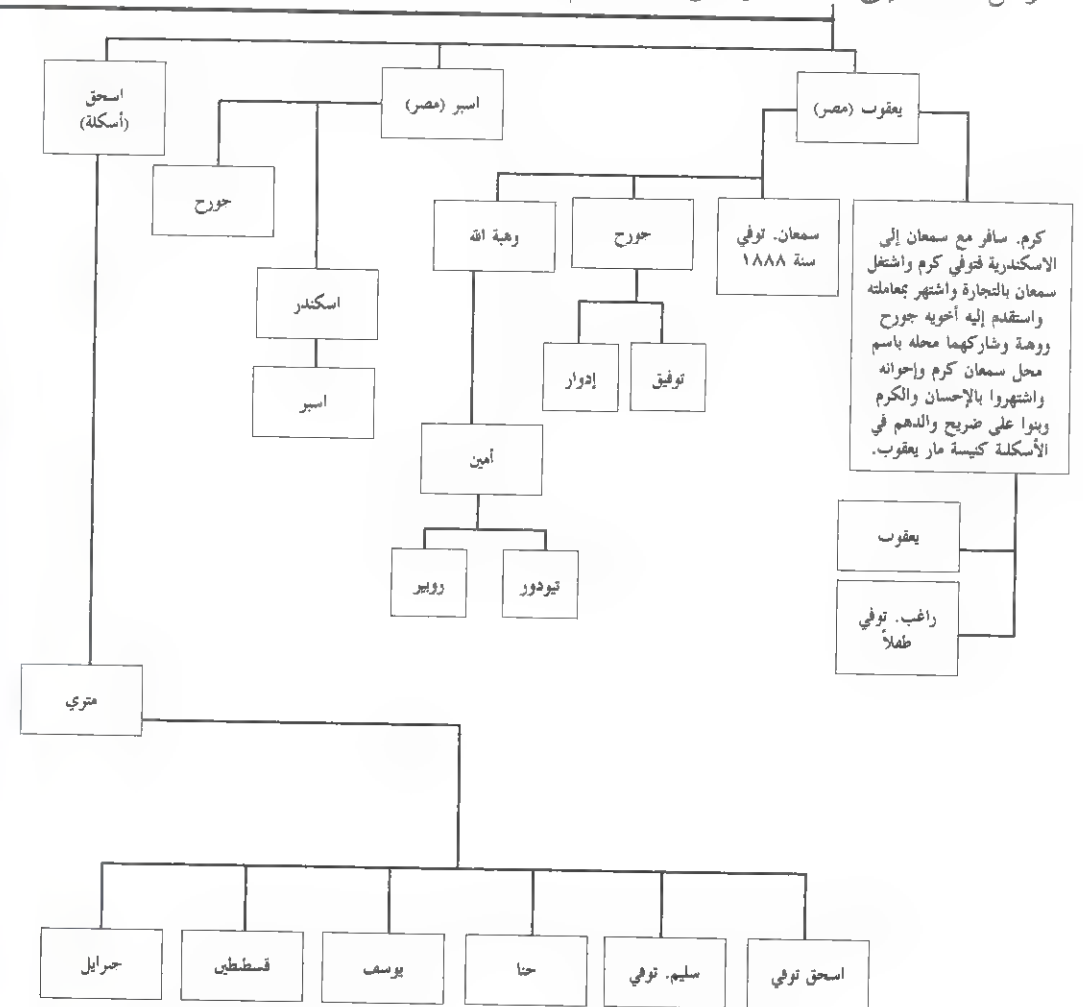 يعقوب (مصر)
اسبر (مصر)
اسحق
(أسكلة)
كرم. سافر مع سمعان إلى
الاسكندرية فتوفي كرم واشتغل
سمعان بالتجارة واشتهر بمعاملته
واستقدم إليه أخويه جورج
ووهبة وشاركهما محله باسم
محل سمعان كرم وإخوانه
واشتهروا بالإحسان والكرم
وبنوا على ضريح والدهم في
الأسكلة كنيسة مار يعقوب.
سمعان. توفي
سنة ١٨٨٨
جورج
وهبة الله
جورج
اسكندر
اسبر
توفيق
إدوار
أمين
تيودور
روبير
يعقوب
راغب. توفي
طفلاً
متري
اسحق توفي
سليم. توفي
حنا
يوسف
قسطنطين
جبرايل